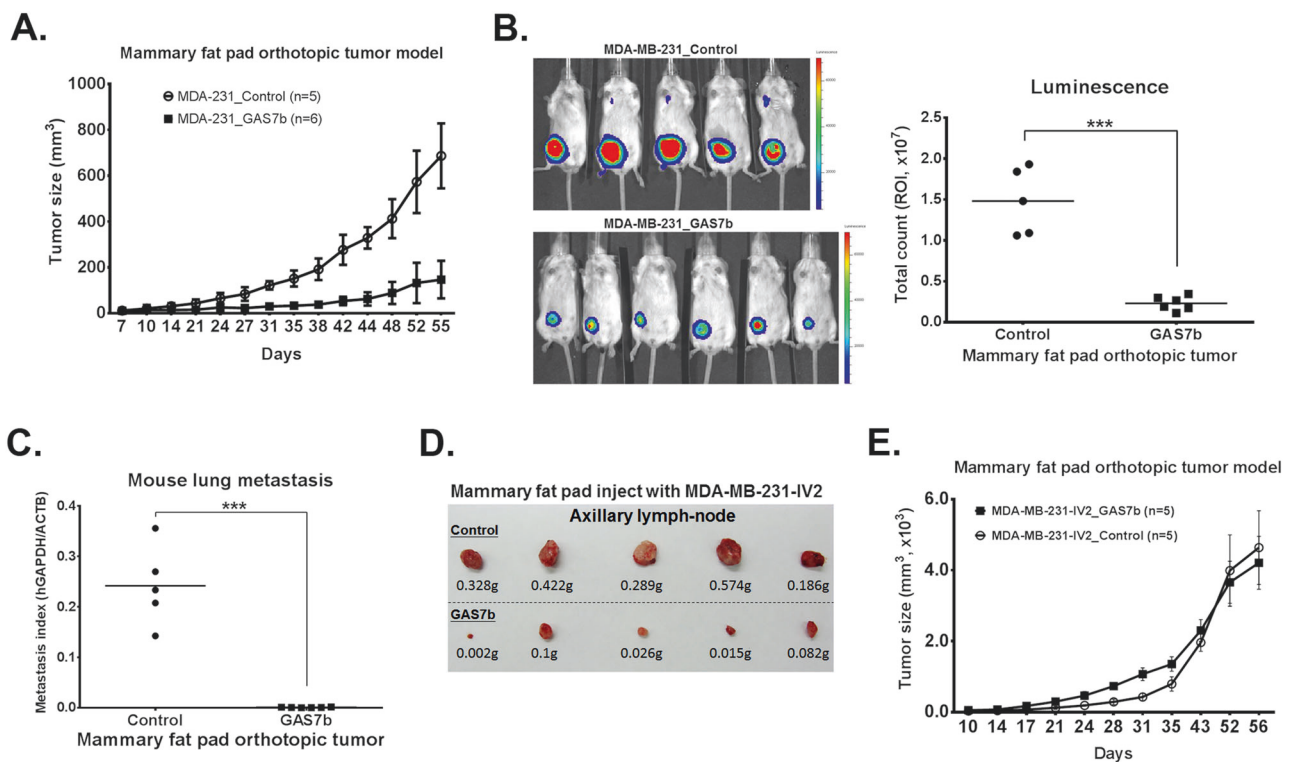 A.
Mammary fat pad orthotopic tumor model
Tumor size (mm³)
1000
800
600
400
200
0
MDA-231_Control (n=5)
MDA-231_GAS7b (n=6)
7 10 14 21 24 27 31 35 38 42 44 48 52 55
Days
B.
MDA-MB-231_Control
Luminescence
6000
4000
2000
MDA-MB-231_GAS7b
6000
4000
2000
Luminescence
***
Total count (ROI, x10⁷)
2.5
2.0
1.5
1.0
0.5
0.0
Control GAS7b
Mammary fat pad orthotopic tumor
C.
Mouse lung metastasis
***
Metastasis index (hGAPDH/ACTB)
0.4
0.3
0.2
0.1
0.0
Control GAS7b
Mammary fat pad orthotopic tumor
D.
Mammary fat pad inject with MDA-MB-231-IV2
Axillary lymph-node
Control
0.328g 0.422g 0.289g 0.574g 0.186g
GAS7b
0.002g 0.1g 0.026g 0.015g 0.082g
E.
Mammary fat pad orthotopic tumor model
Tumor size (mm³, x10³)
6.0
4.0
2.0
0.0
MDA-MB-231-IV2_GAS7b (n=5)
MDA-MB-231-IV2_Control (n=5)
10 14 17 21 24 28 31 35 43 52 56
Days